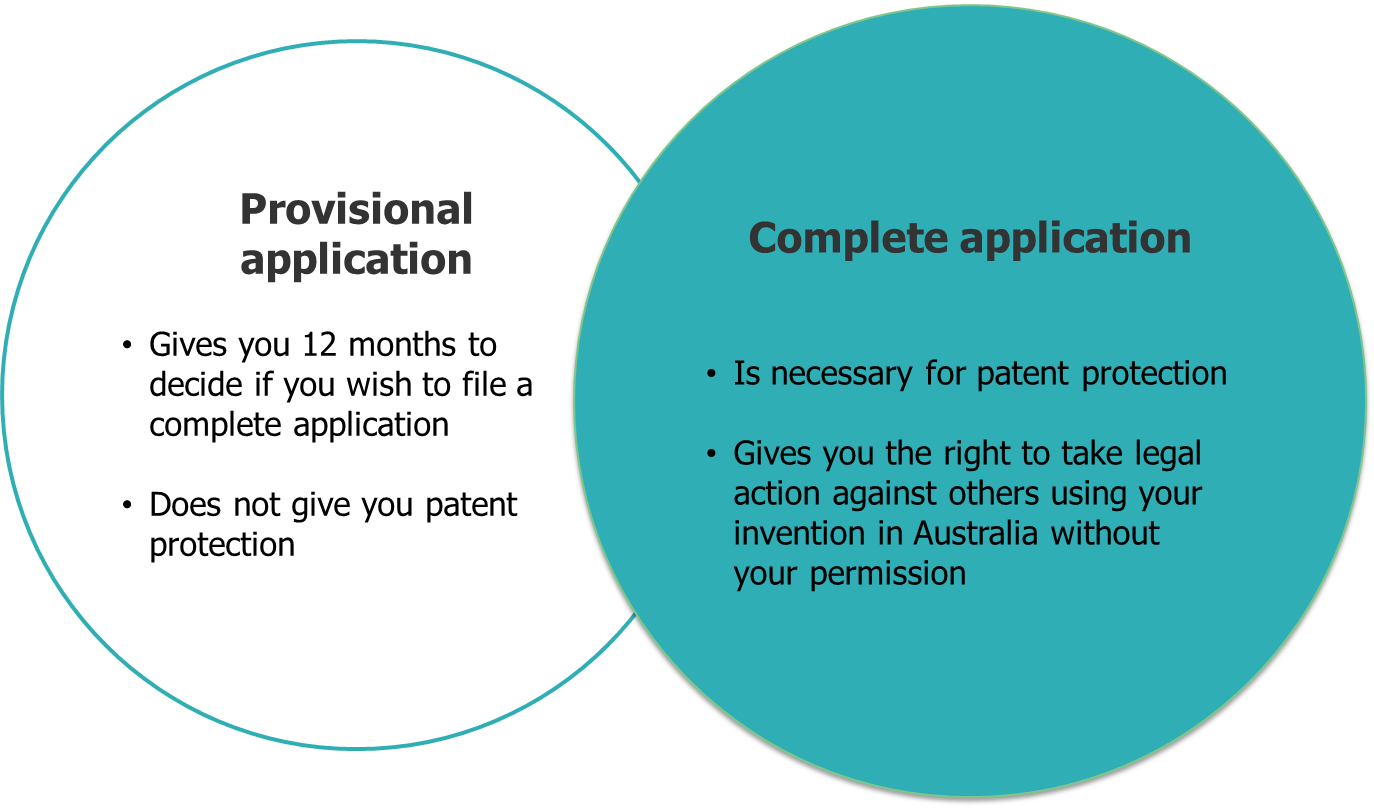 Provisional
application
• Gives you 12 months to
decide if you wish to file a
complete application
• Does not give you patent
protection
Complete application
• Is necessary for patent protection
• Gives you the right to take legal
action against others using your
invention in Australia without
your permission